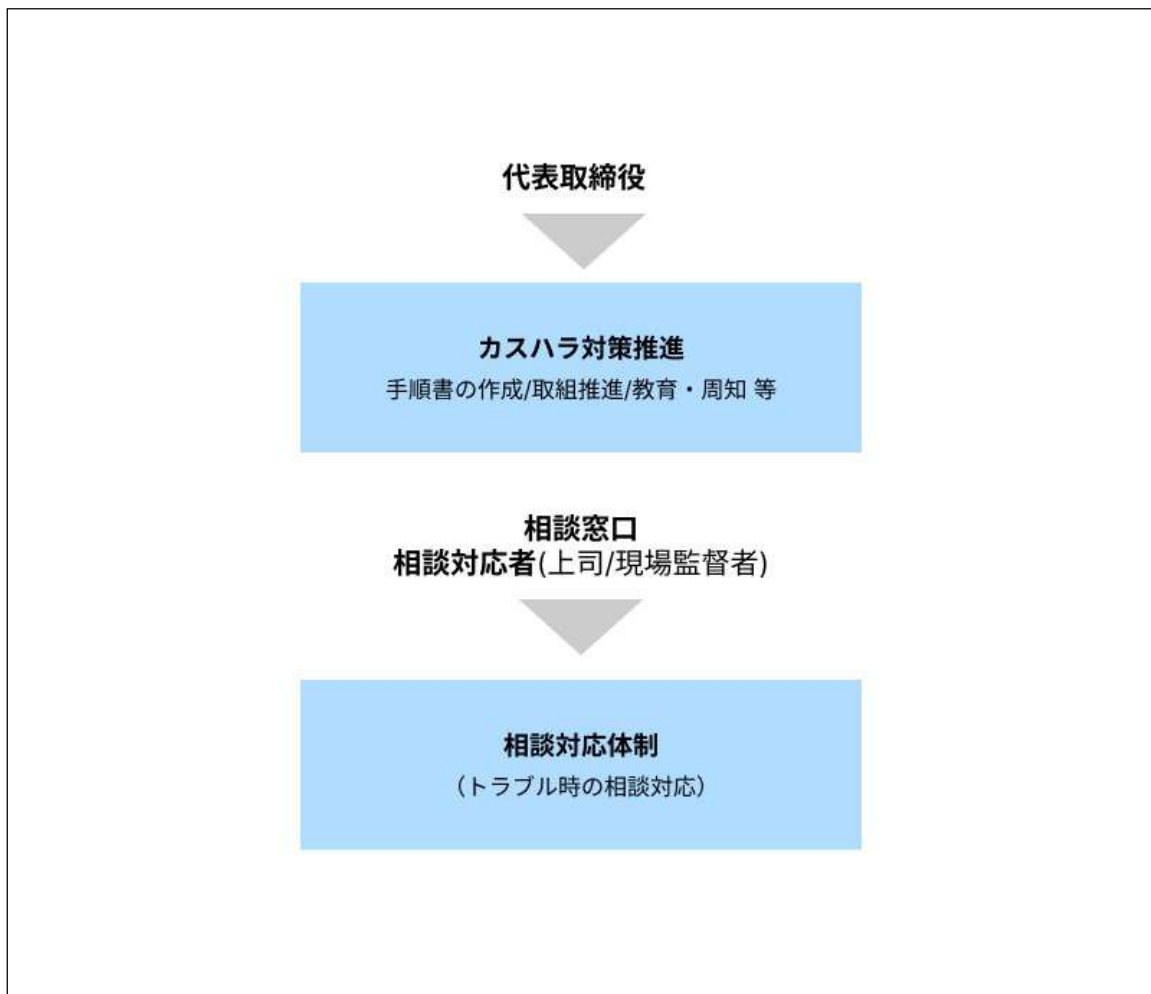 代表取締役
カスハラ対策推進
手順書の作成/取組推進/教育・周知 等
相談窓口
相談対応者(上司/現場監督者)
相談対応体制
（トラブル時の相談対応）